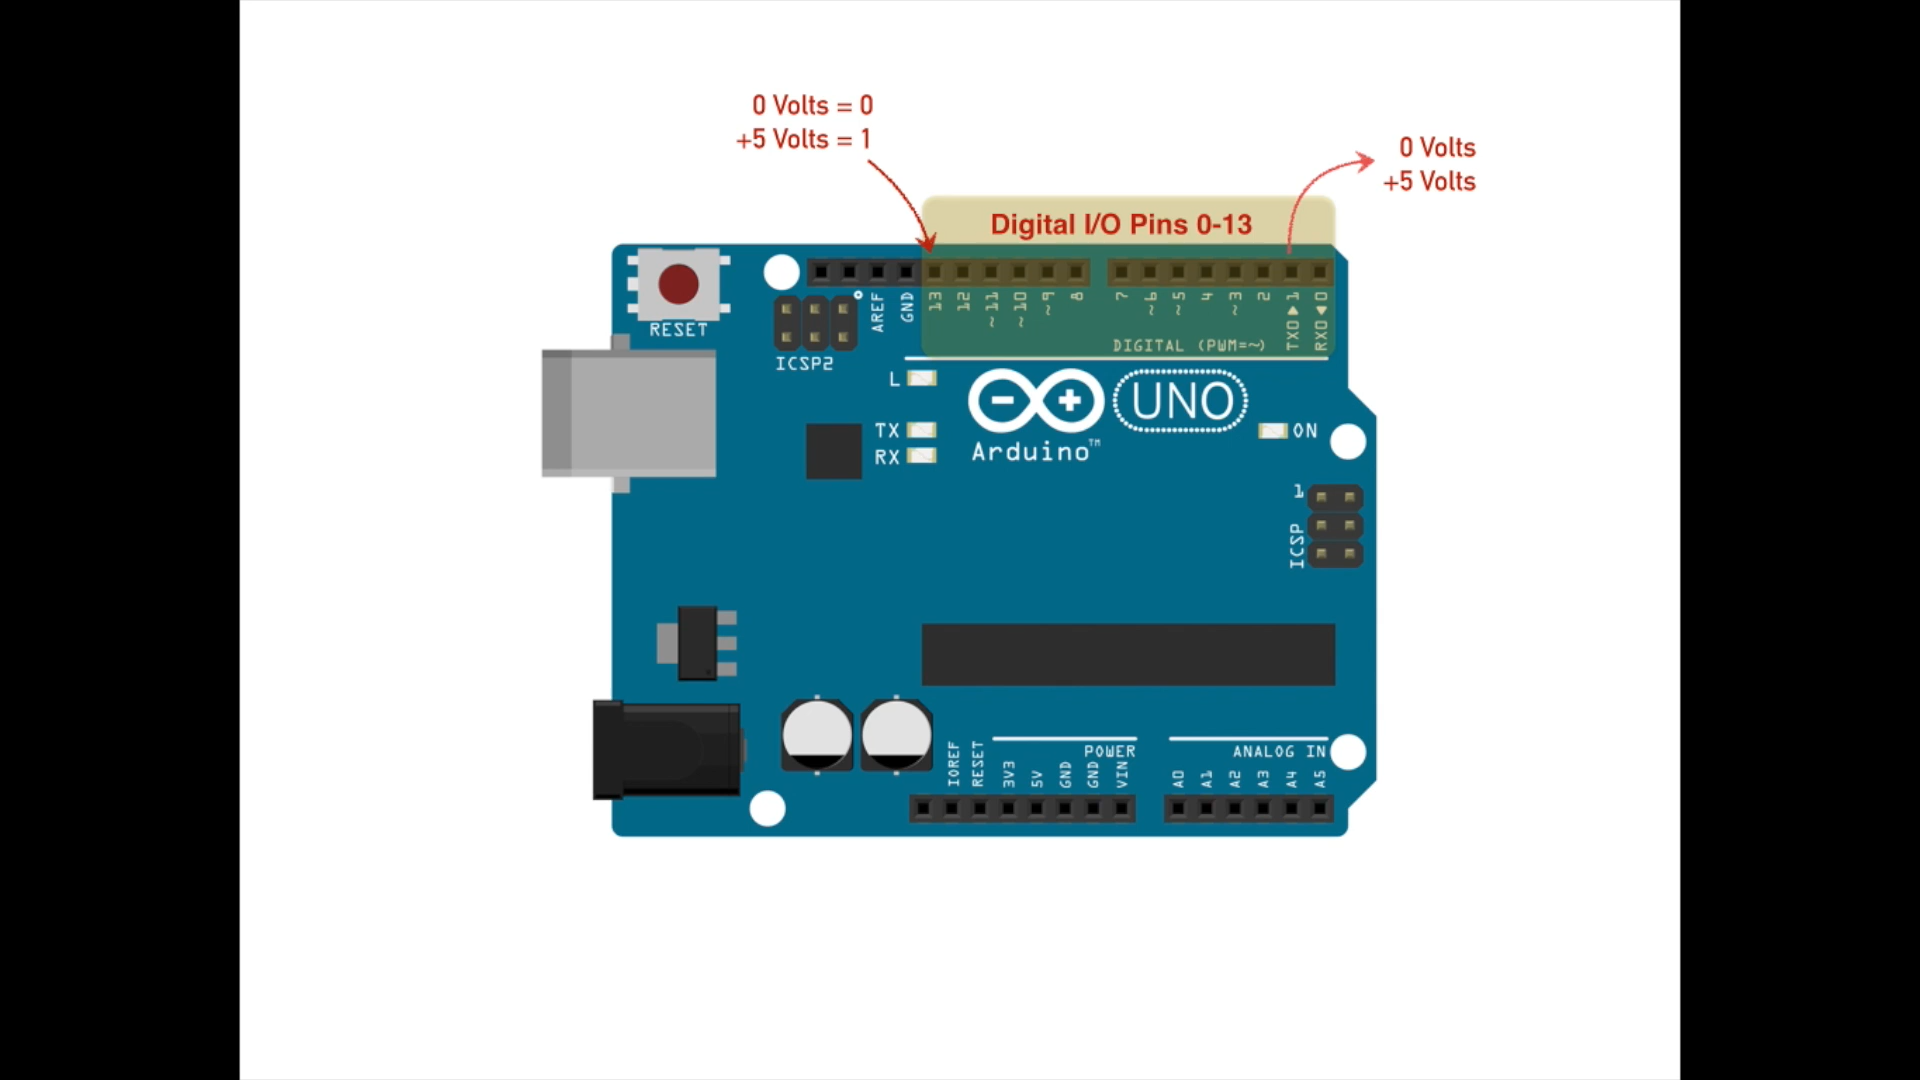 0 Volts = 0
+5 Volts = 1
0 Volts
+5 Volts
Digital I/O Pins 0-13
RESET
ICSP2
AREF
GND
13
12
~11
~10
~9
8
7
~6
~5
4
~3
2
TX0▶1
RX0◀0
DIGITAL (PWM=~)
L
TX
RX
Arduino™
UNO
ON
1
ICSP
IOREF
RESET
3V3
5V
GND
GND
VIN
POWER
ANALOG IN
A0
A1
A2
A3
A4
A5